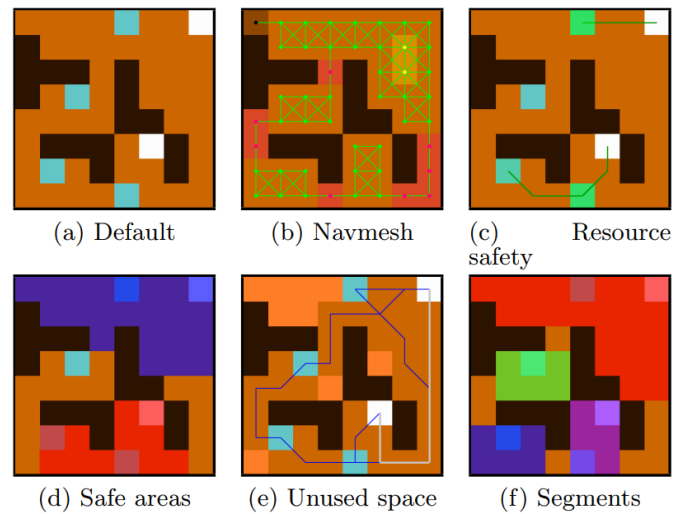 (a) Default
(b) Navmesh
(c) Resource
safety
(d) Safe areas
(e) Unused space
(f) Segments